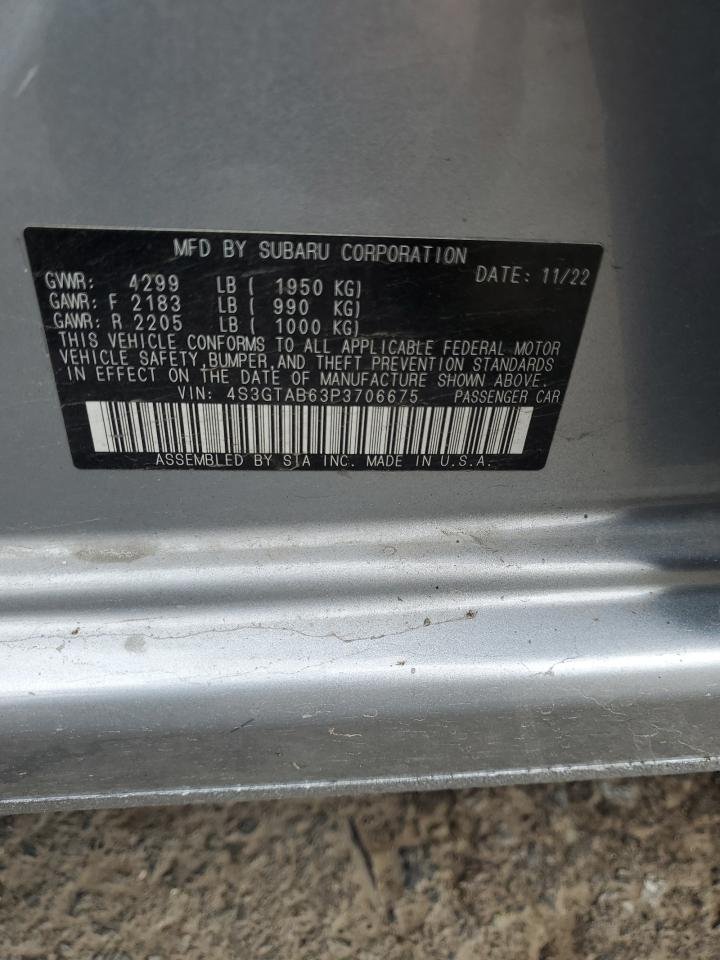 MFD BY SUBARU CORPORATION
DATE: 11/22
GVWR: 4299 LB ( 1950 KG)
GAWR: F 2183 LB ( 990 KG)
GAWR: R 2205 LB ( 1000 KG)
THIS VEHICLE CONFORMS TO ALL APPLICABLE FEDERAL MOTOR
VEHICLE SAFETY, BUMPER, AND THEFT PREVENTION STANDARDS
IN EFFECT ON THE DATE OF MANUFACTURE SHOWN ABOVE.
VIN: 4S3GTAB63P3706675 PASSENGER CAR
ASSEMBLED BY SIA INC. MADE IN U.S.A.